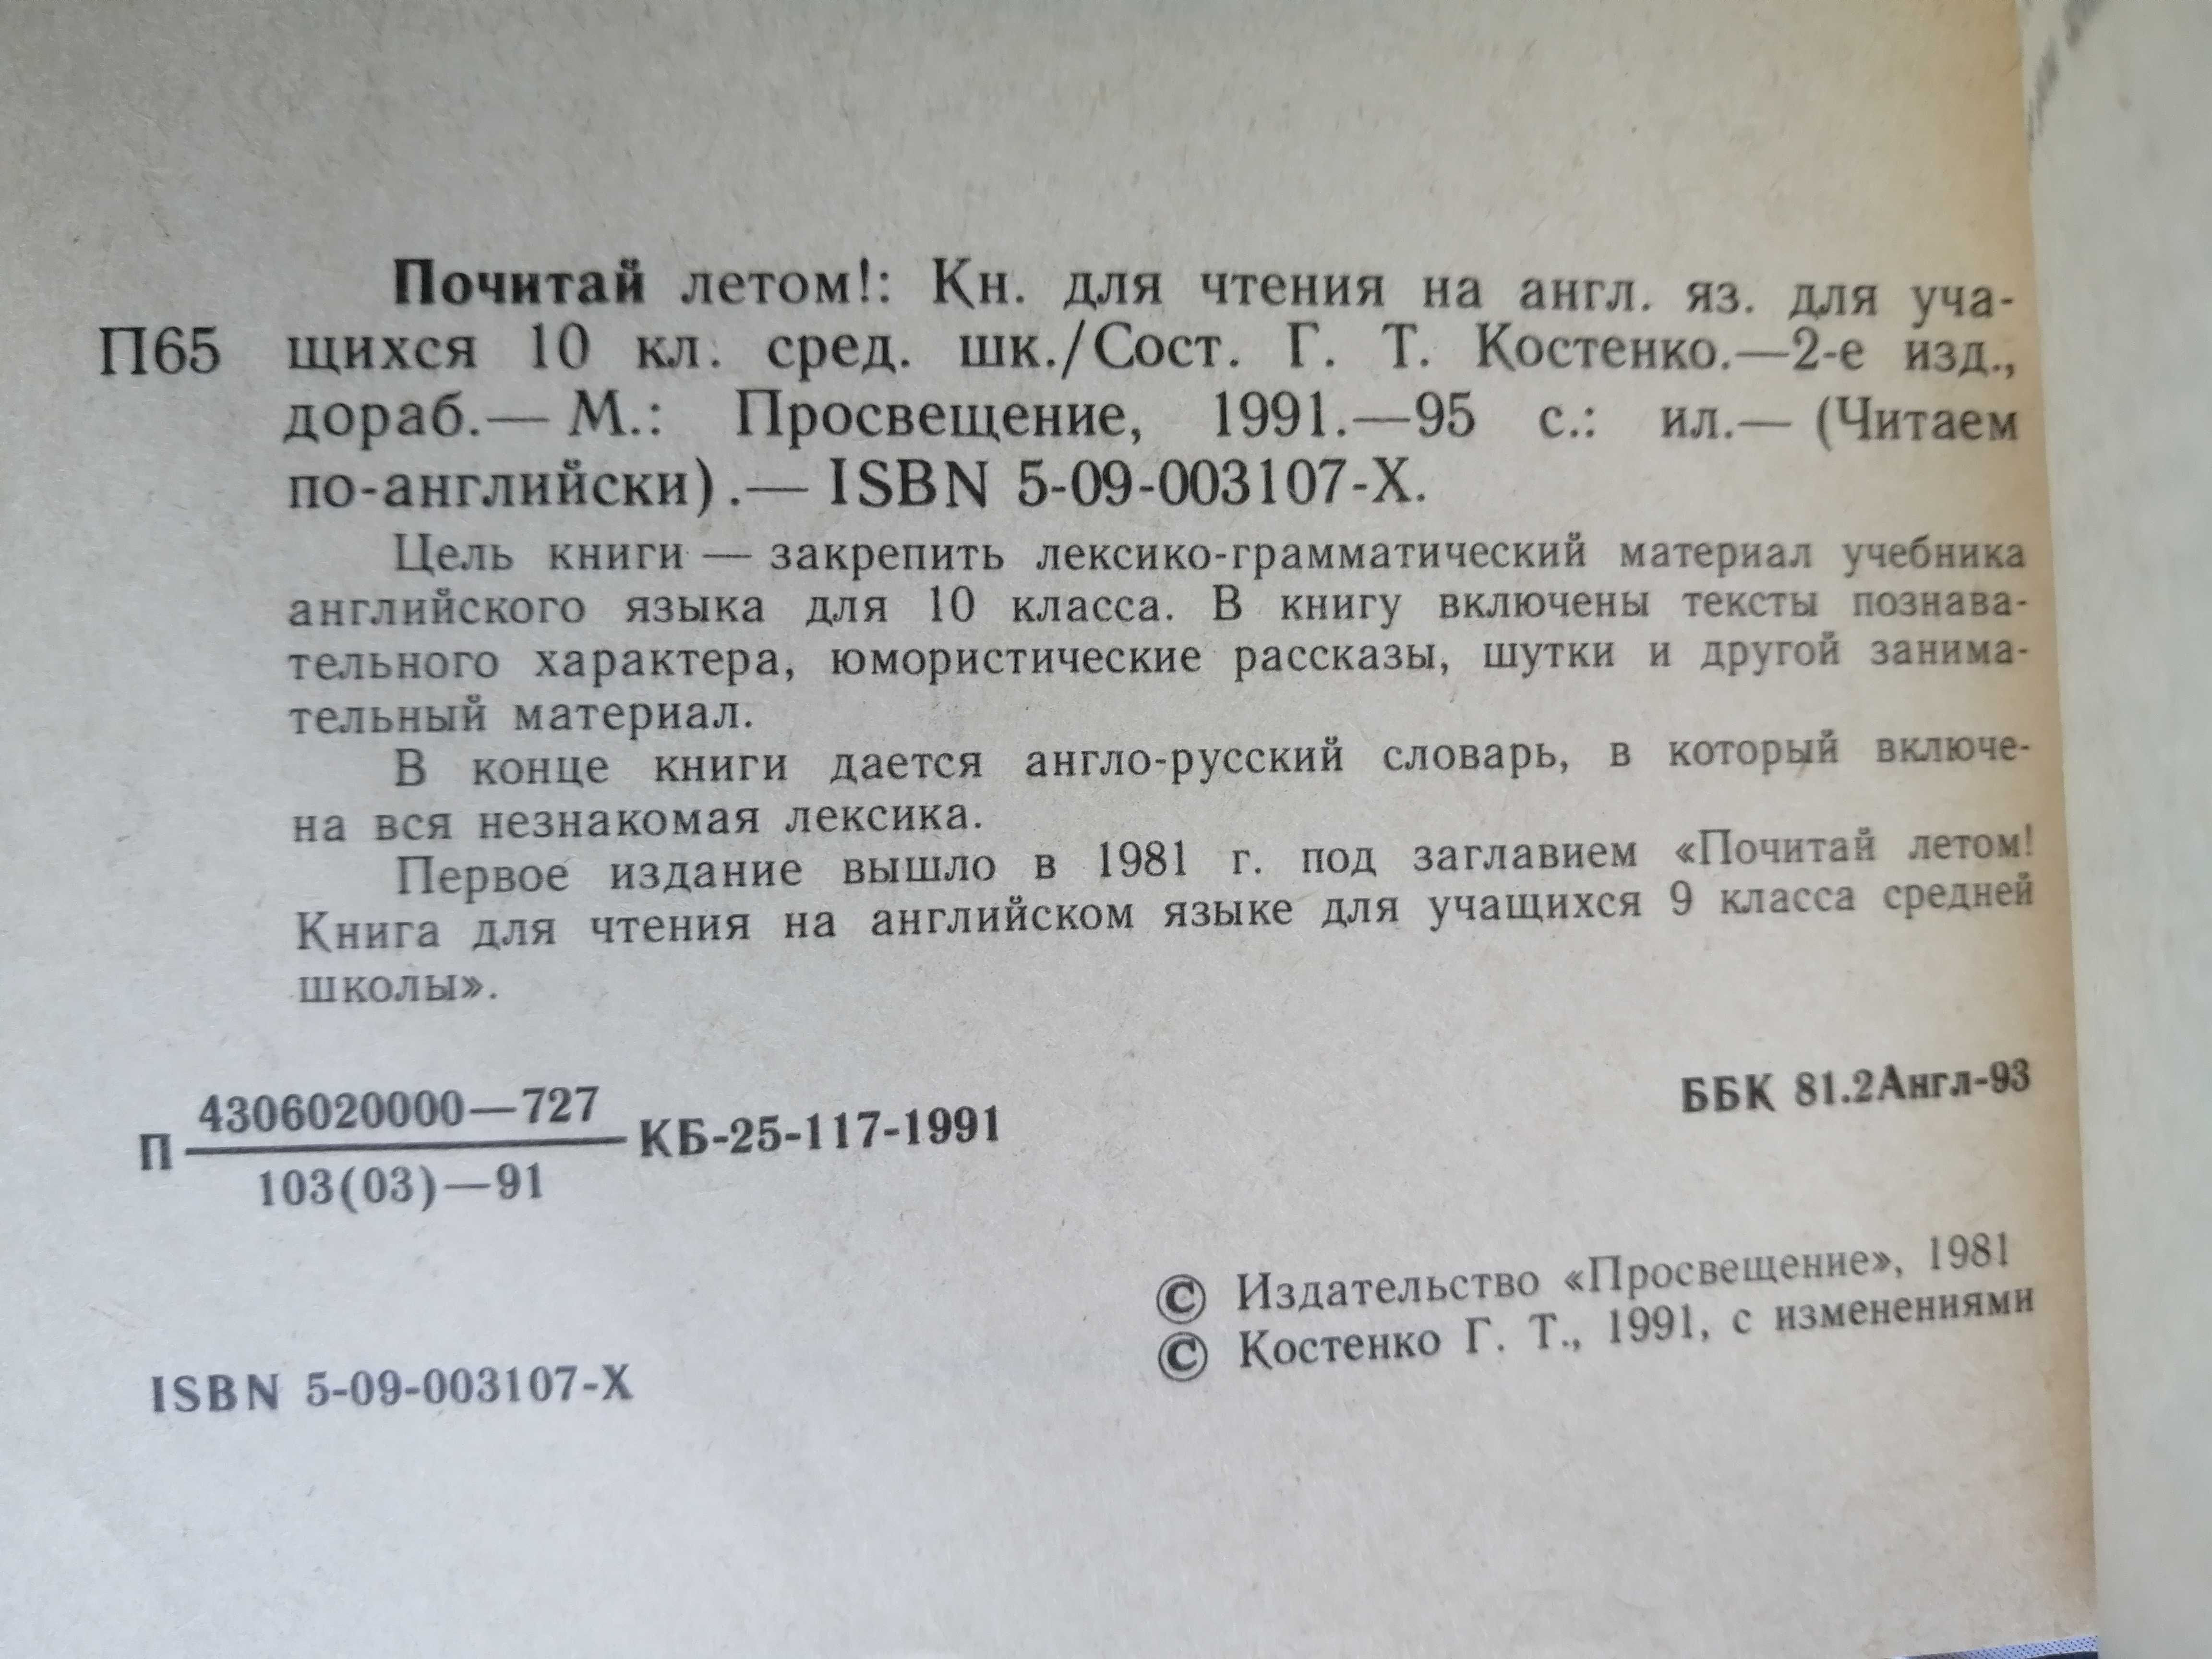 Почитай летом!: Кн. для чтения на англ. яз. для уча-
П65 щихся 10 кл. сред. шк./Сост. Г. Т. Костенко.—2-е изд.,
дораб.— М.: Просвещение, 1991.—95 с.: ил.— (Читаем
по-английски).— ISBN 5-09-003107-X.
Цель книги — закрепить лексико-грамматический материал учебника
английского языка для 10 класса. В книгу включены тексты познава-
тельного характера, юмористические рассказы, шутки и другой занима-
тельный материал.
В конце книги дается англо-русский словарь, в который включе-
на вся незнакомая лексика.
Первое издание вышло в 1981 г. под заглавием «Почитай летом!
Книга для чтения на английском языке для учащихся 9 класса средней
школы».
П 4306020000—727
103(03)—91
КБ-25-117-1991
ББК 81.2Англ-93
© Издательство «Просвещение», 1981
© Костенко Г. Т., 1991, с изменениями
ISBN 5-09-003107-X